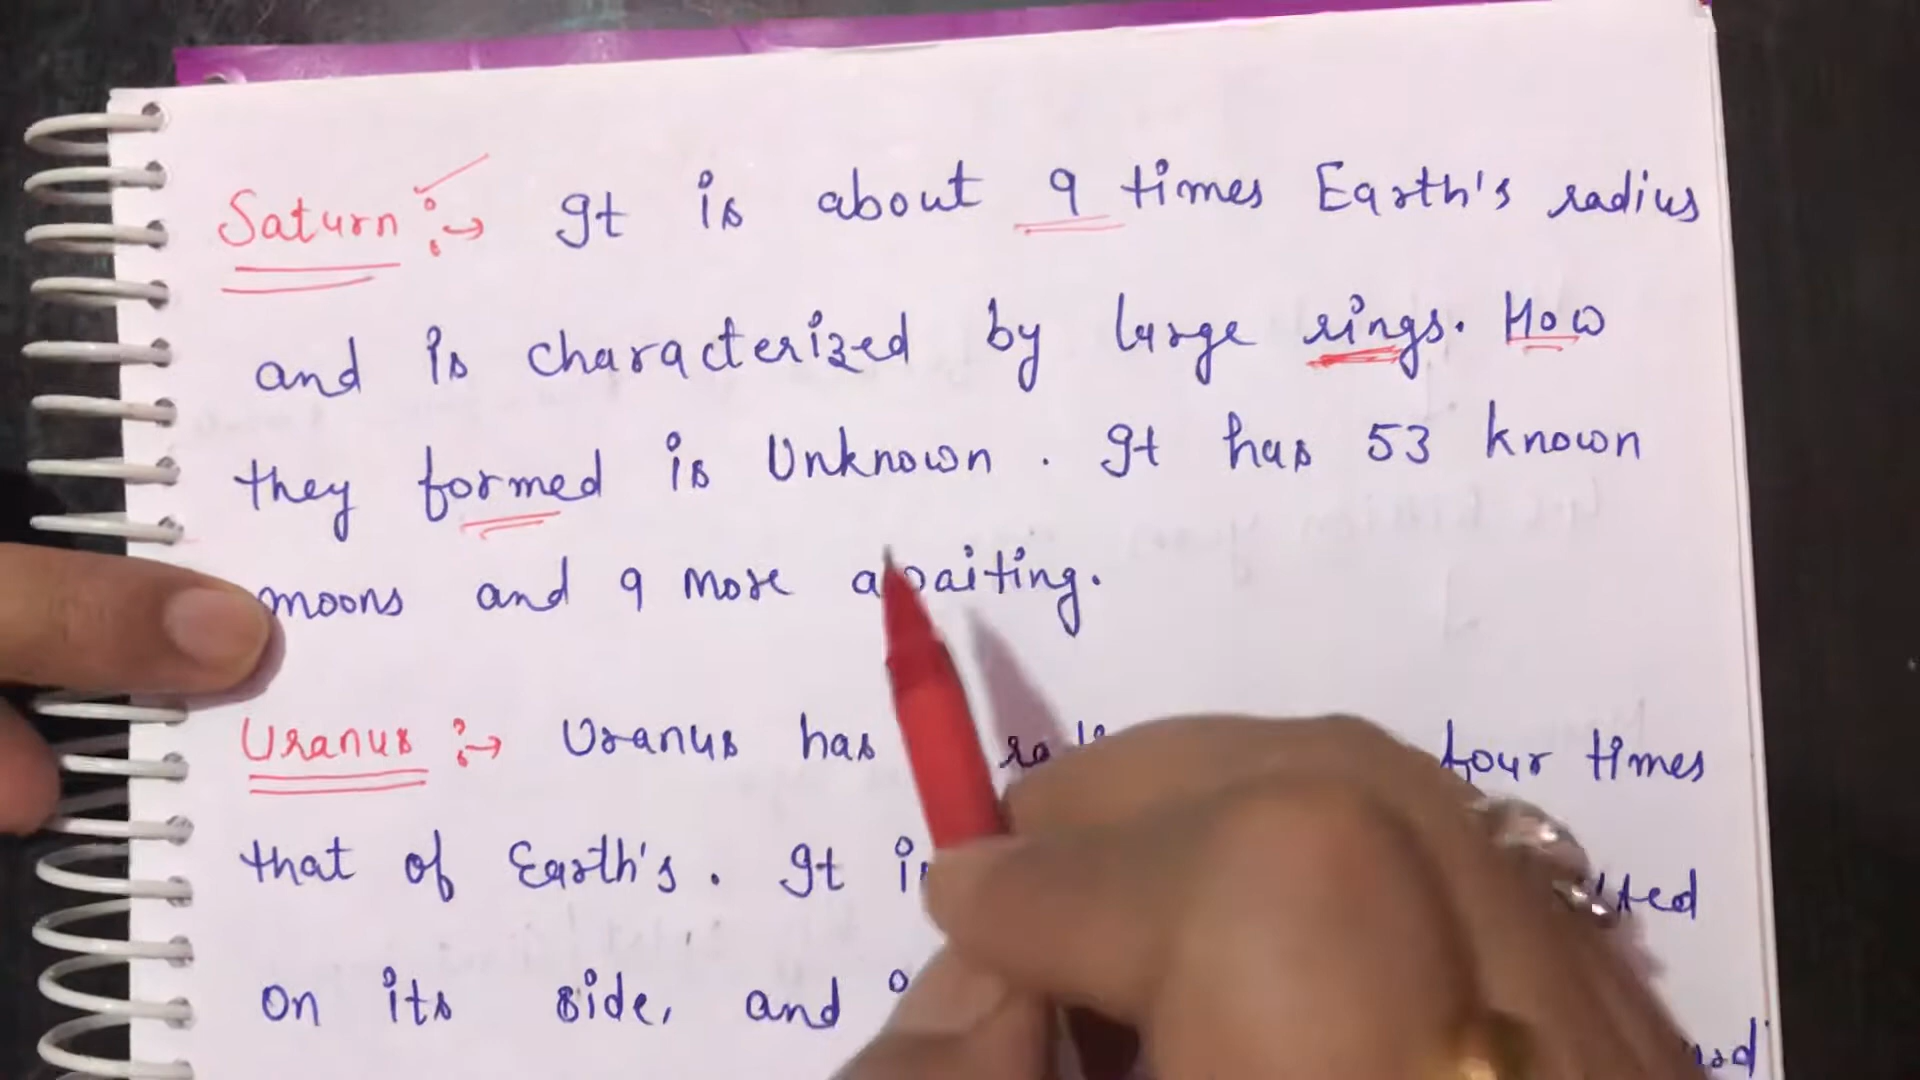 Saturn :→ It is about 9 times Earth's radius
and is characterized by large rings. How
they formed is Unknown. It has 53 known
moons and 9 more awaiting.
Uranus :→ Uranus has four times
that of Earth's. It
on its side, and